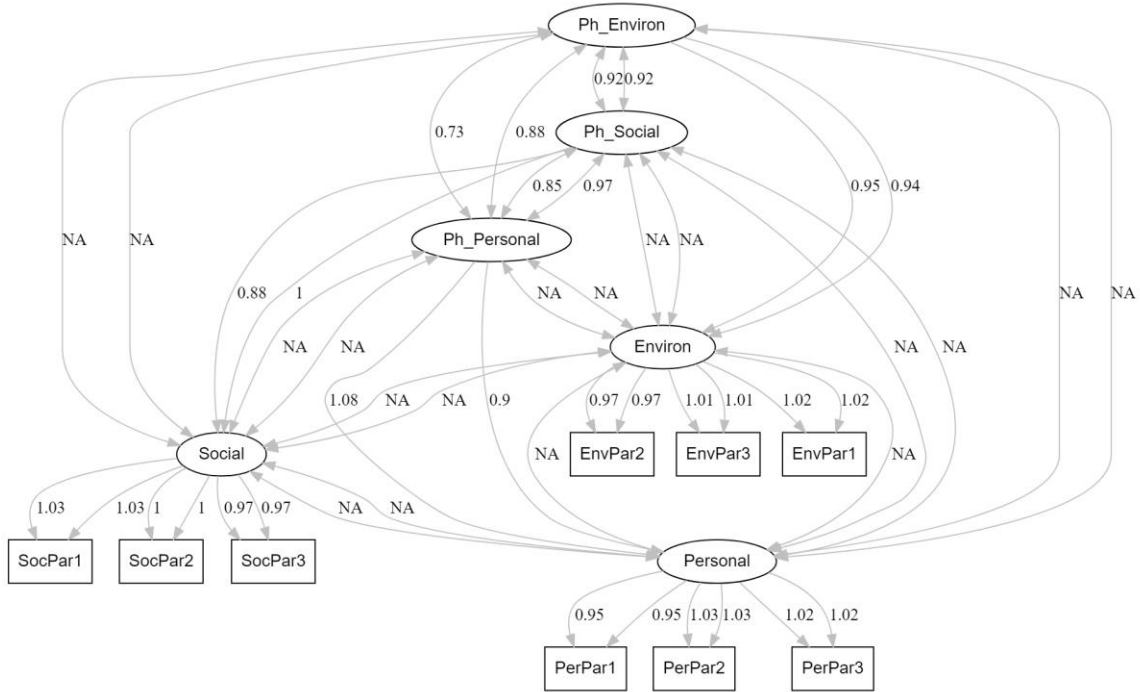 Ph_Environ
0.92 0.92
0.73 0.88 Ph_Social
0.85 0.97 0.95 0.94
NA NA Ph_Personal NA NA
0.88 1 NA NA NA NA NA NA
NA NA Environ NA NA
1.08 0.9 0.97 0.97 1.01 1.01 1.02 1.02
NA NA
Social NA EnvPar2 EnvPar3 EnvPar1 NA
1.03 1.03 1 1 0.97 0.97 NA NA
SocPar1 SocPar2 SocPar3 Personal
0.95 0.95 1.03 1.03 1.02 1.02
PerPar1 PerPar2 PerPar3